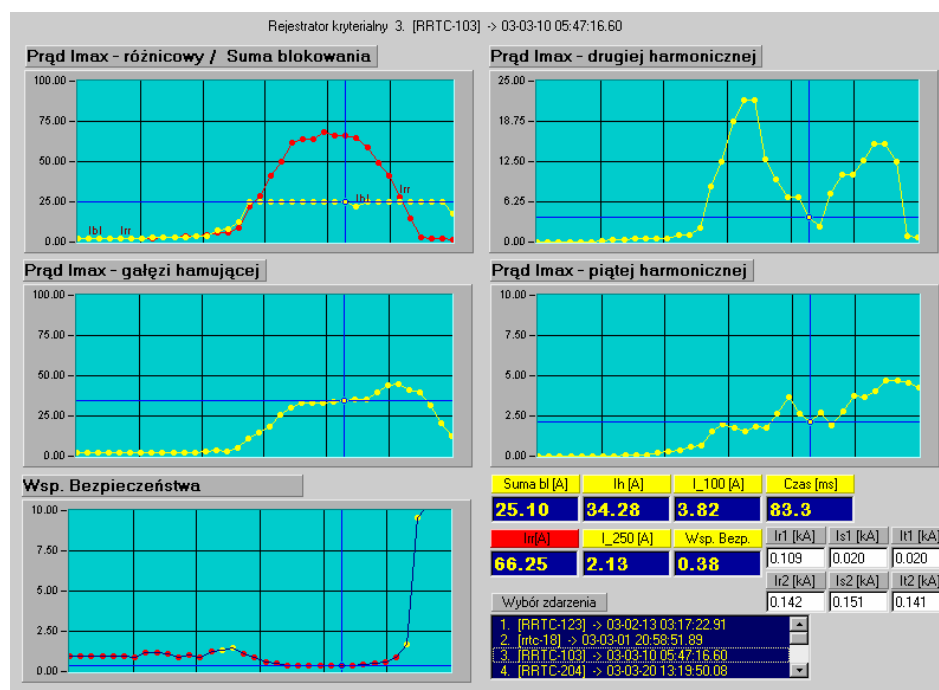 Rejestrator kryterialny 3. [RRTC-103] -> 03-03-10 05:47:16.60
Prąd Imax - różnicowy / Suma blokowania
100.00
75.00
50.00
25.00
0.00
Ibl
Irr
Ibl
Irr
Prąd Imax - drugiej harmonicznej
25.00
18.75
12.50
6.25
0.00
Prąd Imax - gałęzi hamującej
100.00
75.00
50.00
25.00
0.00
Prąd Imax - piątej harmonicznej
10.00
7.50
5.00
2.50
0.00
Wsp. Bezpieczeństwa
10.00
7.50
5.00
2.50
0.00
Suma bl [A] Ih [A] I_100 [A] Czas [ms]
25.10 34.28 3.82 83.3
Irr[A] I_250 [A] Wsp. Bezp.
66.25 2.13 0.38
Ir1 [kA] Is1 [kA] It1 [kA]
0.109 0.020 0.020
Ir2 [kA] Is2 [kA] It2 [kA]
0.142 0.151 0.141
Wybór zdarzenia
1. [RRTC-123] -> 03-02-13 03:17:22.91
2. [rrtc-18] -> 03-03-01 20:58:51.89
3. [RRTC-103] -> 03-03-10 05:47:16.60
4. [RRTC-204] -> 03-03-20 13:19:50.08